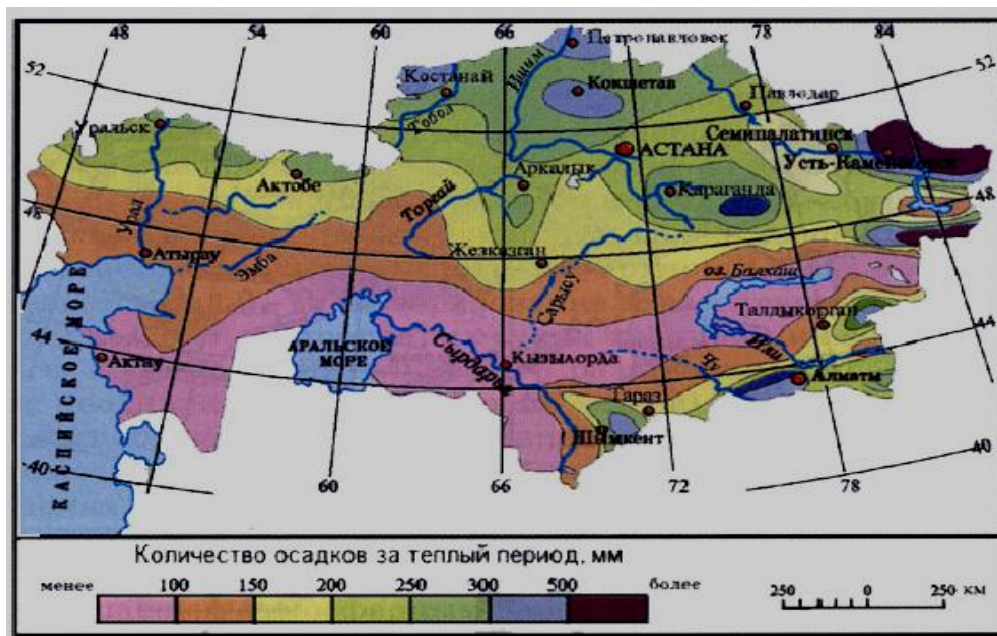 48 54 60 66 72 78 84
52 Петропавловск 52
Костанай Ишим Кокшетав
Тобол Павлодар
Уральск Семипалатинск
АСТАНА Усть-Каменогорск
Актобе Аркалык Караганда
48 Урал Торгай 48
Атырау Эмба Жезказган
Сарысу оз. Балхаш
44 Талдыкорган 44
АРАЛЬСКОЕ
МОРЕ
Сырдарья Кызылорда Чу Или
Актау Алматы
Тараз
Шымкент
40 40
КАСПИЙСКОЕ МОРЕ
60 66 72 78
Количество осадков за теплый период, мм
менее 100 150 200 250 300 500 более
250 0 250 км